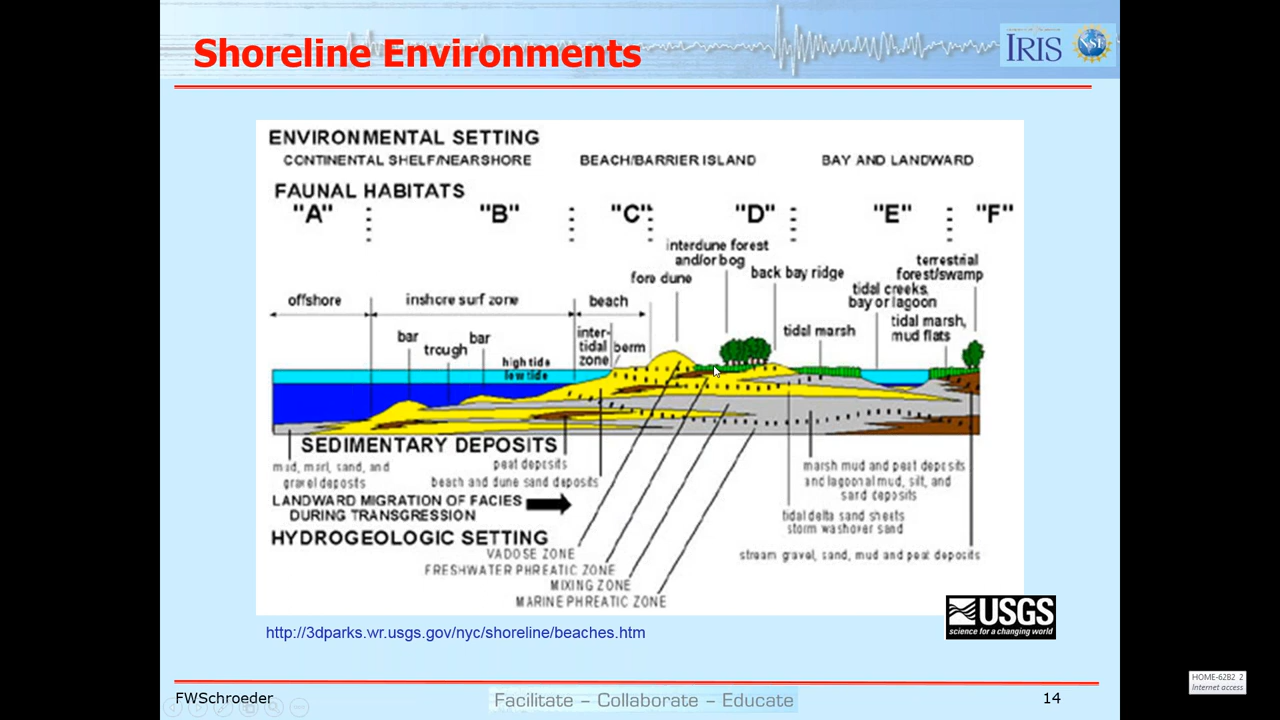 Shoreline Environments
IRIS
NSF
ENVIRONMENTAL SETTING
CONTINENTAL SHELF/NEARSHORE
BEACH/BARRIER ISLAND
BAY AND LANDWARD
FAUNAL HABITATS
"A"
"B"
"C"
"D"
"E"
"F"
interdune forest
and/or bog
fore dune
back bay ridge
terrestrial
forest/swamp
tidal creeks,
bay or lagoon
offshore
inshore surf zone
beach
tidal marsh
tidal marsh,
mud flats
bar
trough
bar
high tide
low tide
inter-
tidal
zone
berm
SEDIMENTARY DEPOSITS
mud, marl, sand, and
gravel deposits
peat deposits
beach and dune sand deposits
marsh mud and peat deposits
and lagoonal mud, silt, and
sand deposits
LANDWARD MIGRATION OF FACIES
DURING TRANSGRESSION
tidal delta sand sheets
storm washover sand
HYDROGEOLOGIC SETTING
VADOSE ZONE
FRESHWATER PHREATIC ZONE
MIXING ZONE
MARINE PHREATIC ZONE
stream gravel, sand, mud and peat deposits
USGS
science for a changing world
http://3dparks.wr.usgs.gov/nyc/shoreline/beaches.htm
FWSchroeder
Facilitate – Collaborate – Educate
14
HOME-62B2 2
Internet access